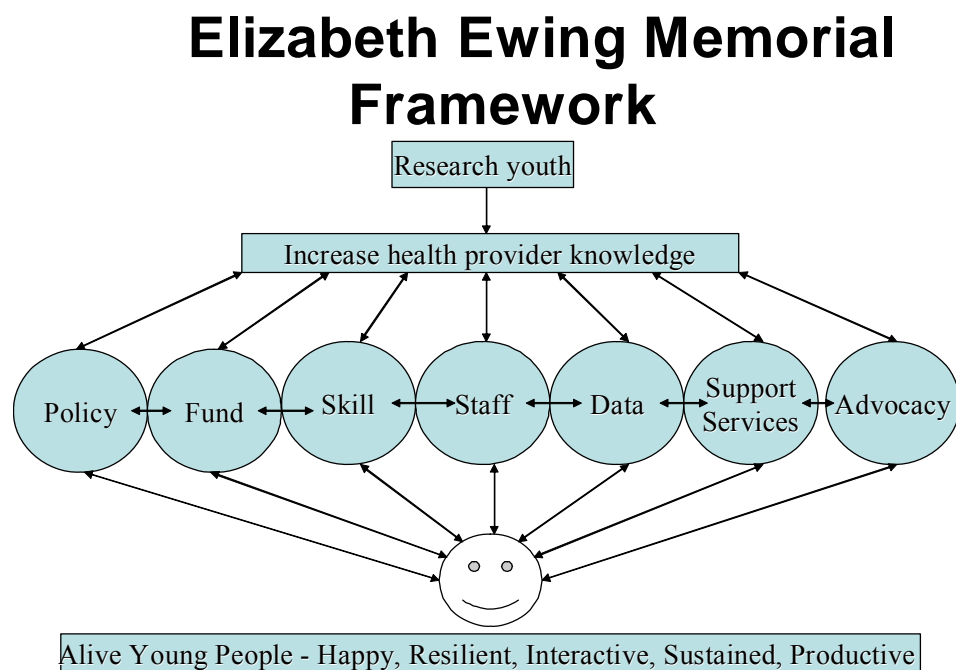 Elizabeth Ewing Memorial
Framework
Research youth
Increase health provider knowledge
Policy
Fund
Skill
Staff
Data
Support
Services
Advocacy
Alive Young People - Happy, Resilient, Interactive, Sustained, Productive